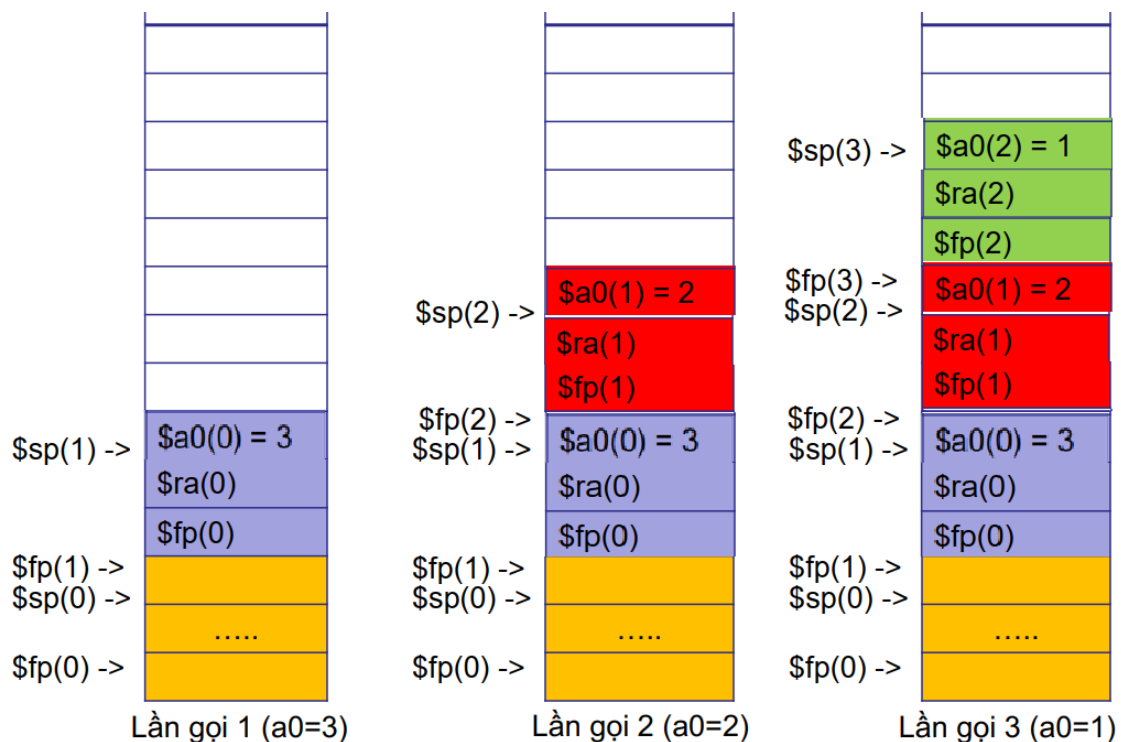 $sp(1) ->
$fp(1) ->
$sp(0) ->
$fp(0) ->
$a0(0) = 3
$ra(0)
$fp(0)
…..
Lần gọi 1 (a0=3)
$sp(2) ->
$fp(2) ->
$sp(1) ->
$fp(1) ->
$sp(0) ->
$fp(0) ->
$a0(1) = 2
$ra(1)
$fp(1)
$a0(0) = 3
$ra(0)
$fp(0)
…..
Lần gọi 2 (a0=2)
$sp(3) ->
$fp(3) ->
$sp(2) ->
$fp(2) ->
$sp(1) ->
$fp(1) ->
$sp(0) ->
$fp(0) ->
$a0(2) = 1
$ra(2)
$fp(2)
$a0(1) = 2
$ra(1)
$fp(1)
$a0(0) = 3
$ra(0)
$fp(0)
…..
Lần gọi 3 (a0=1)